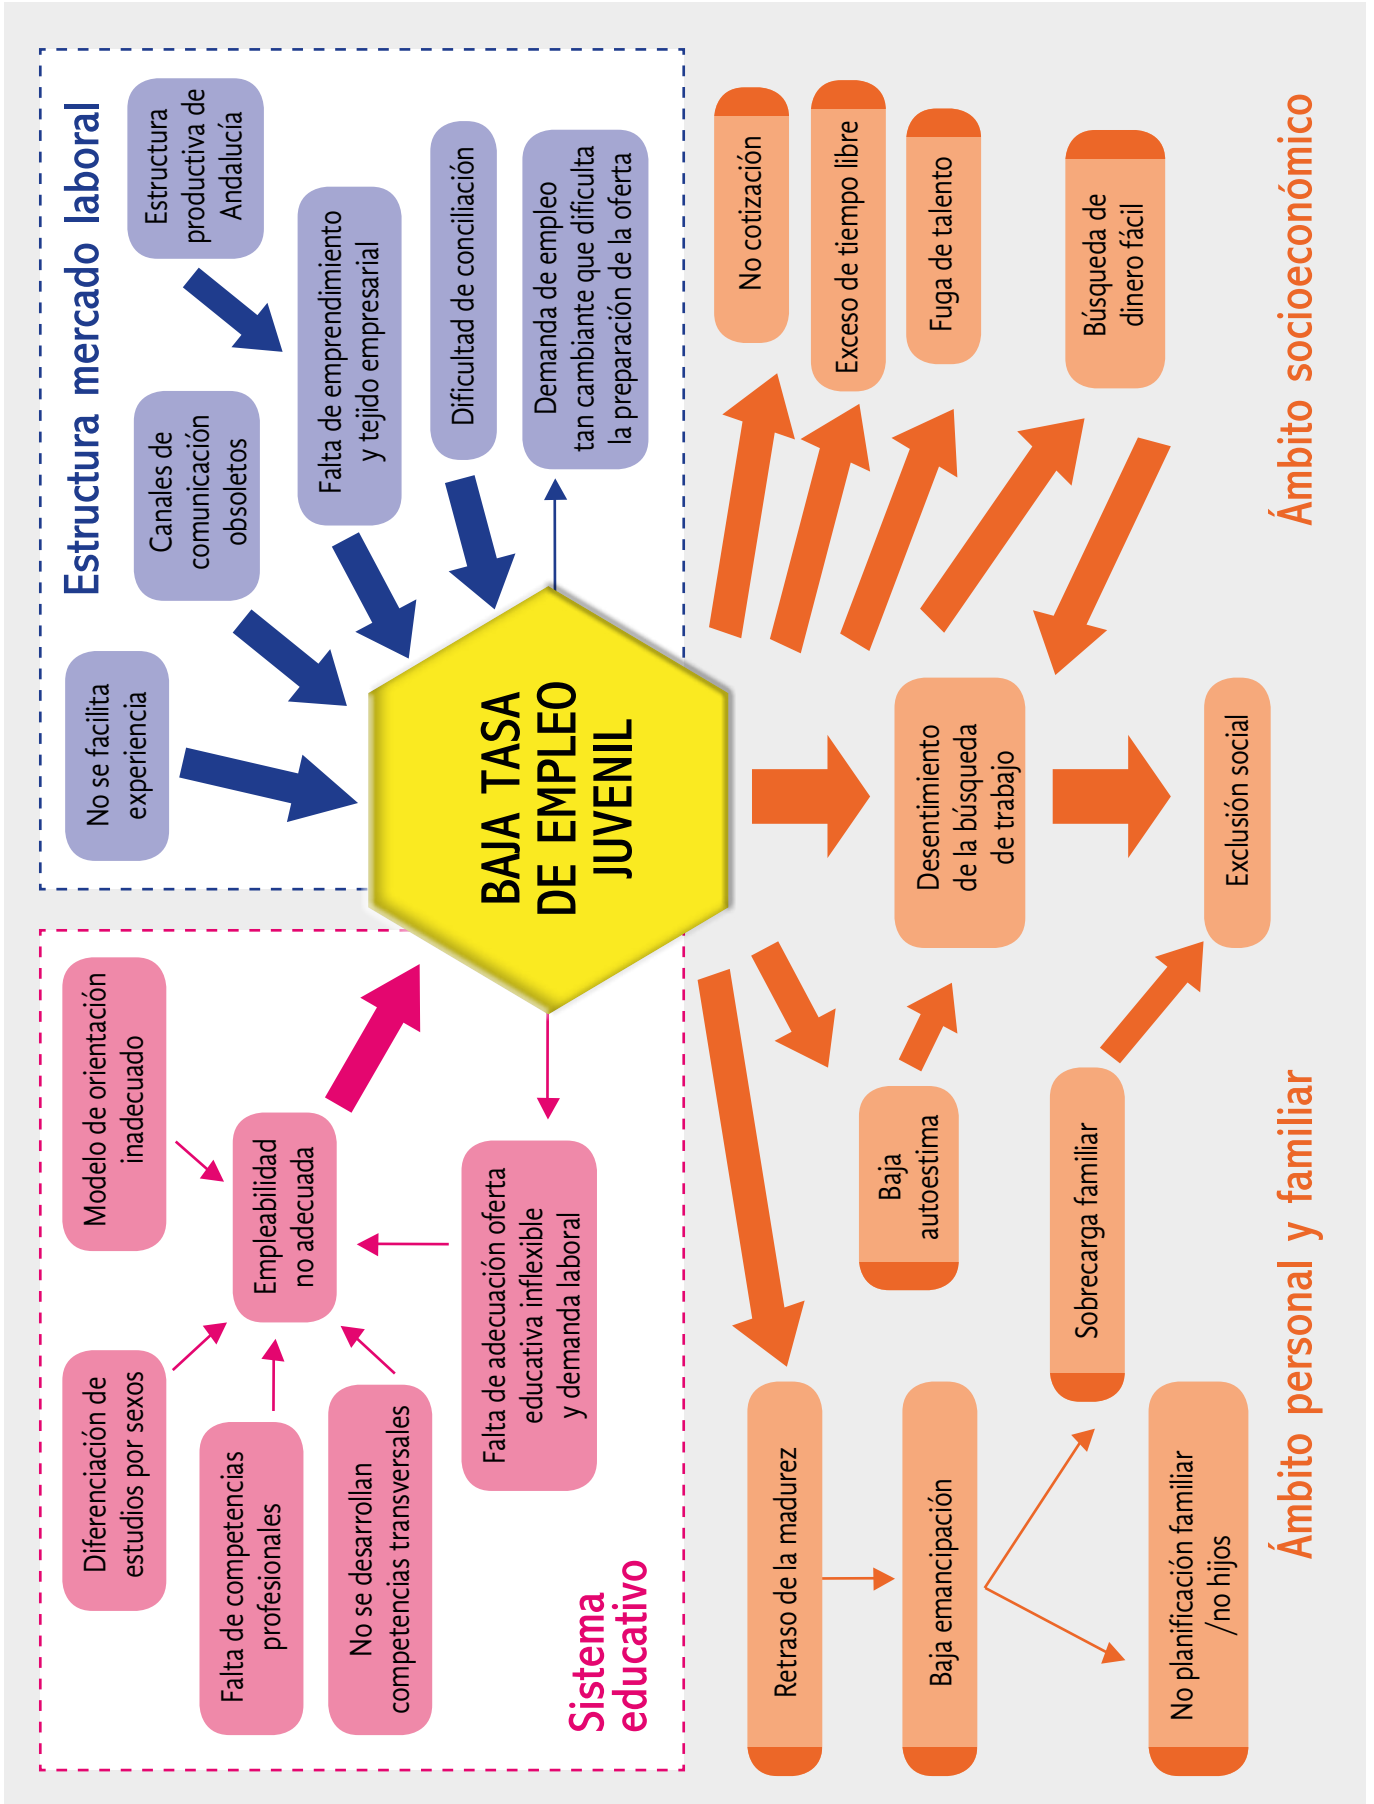 Sistema
educativo
Diferenciación de
estudios por sexos
Modelo de orientación
inadecuado
Falta de competencias
profesionales
Empleabilidad
no adecuada
No se desarrollan
competencias transversales
Falta de adecuación oferta
educativa inflexible
y demanda laboral
Estructura mercado laboral
No se facilita
experiencia
Canales de
comunicación
obsoletos
Estructura
productiva de
Andalucía
Falta de emprendimiento
y tejido empresarial
Dificultad de conciliación
Demanda de empleo
tan cambiante que dificulta
la preparación de la oferta
BAJA TASA
DE EMPLEO
JUVENIL
Retraso de la madurez
Baja emancipación
No planificación familiar
/no hijos
Baja
autoestima
Sobrecarga familiar
Desentimiento
de la búsqueda
de trabajo
Exclusión social
No cotización
Exceso de tiempo libre
Fuga de talento
Búsqueda de
dinero fácil
Ámbito personal y familiar
Ámbito socioeconómico